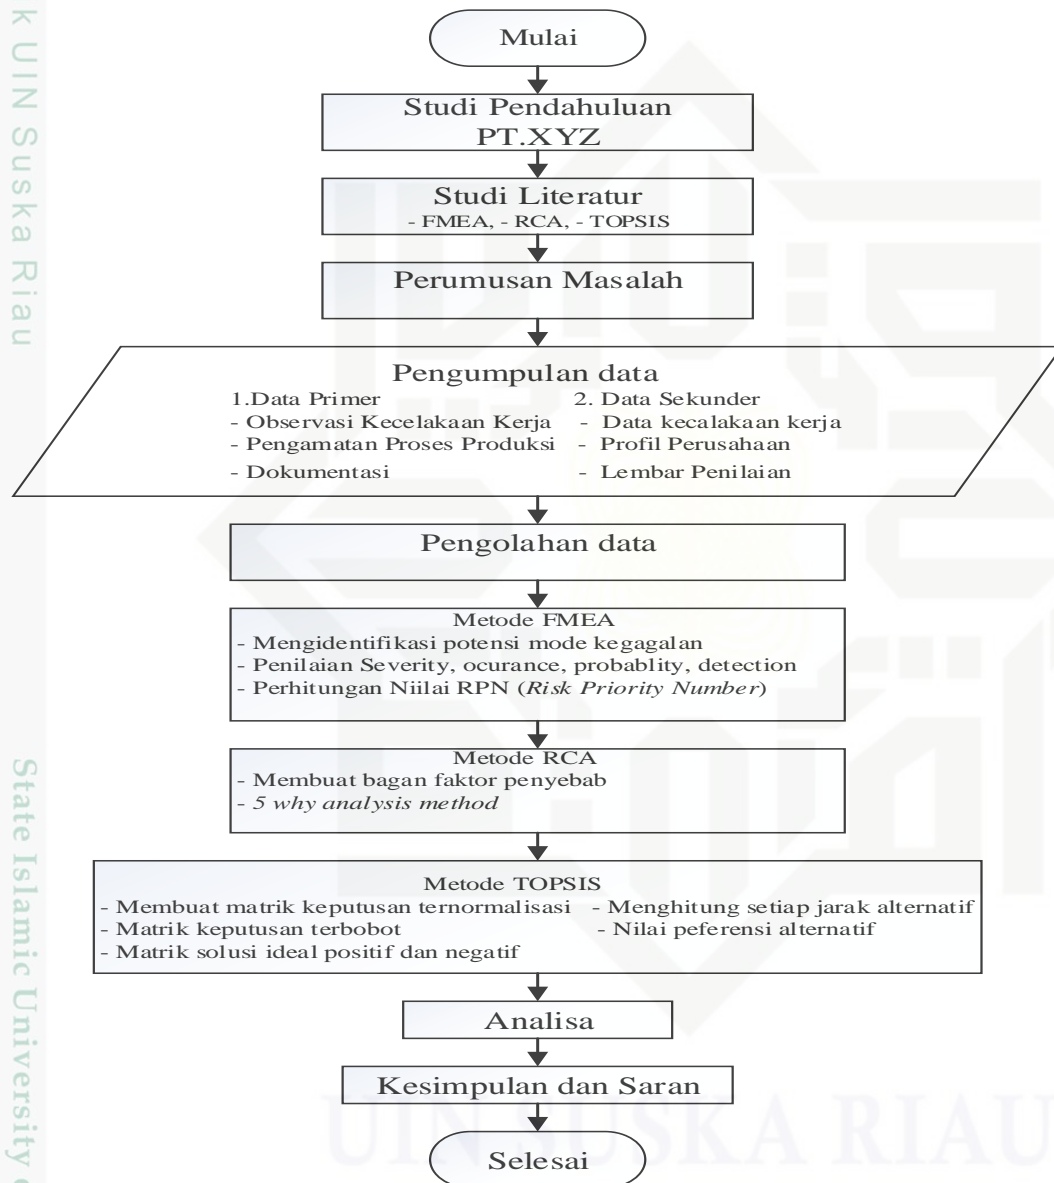 k UIN Suska Riau
State Islamic University
Mulai
Studi Pendahuluan
PT.XYZ
Studi Literatur
- FMEA, - RCA, - TOPSIS
Perumusan Masalah
Pengumpulan data
1.Data Primer 2. Data Sekunder
- Observasi Kecelakaan Kerja - Data kecalakaan kerja
- Pengamatan Proses Produksi - Profil Perusahaan
- Dokumentasi - Lembar Penilaian
Pengolahan data
Metode FMEA
- Mengidentifikasi potensi mode kegagalan
- Penilaian Severity, ocurance, probablity, detection
- Perhitungan Niilai RPN (Risk Priority Number)
Metode RCA
- Membuat bagan faktor penyebab
- 5 why analysis method
Metode TOPSIS
- Membuat matrik keputusan ternormalisasi - Menghitung setiap jarak alternatif
- Matrik keputusan terbobot - Nilai peferensi alternatif
- Matrik solusi ideal positif dan negatif
Analisa
Kesimpulan dan Saran
Selesai
UIN SUSKA RIAU